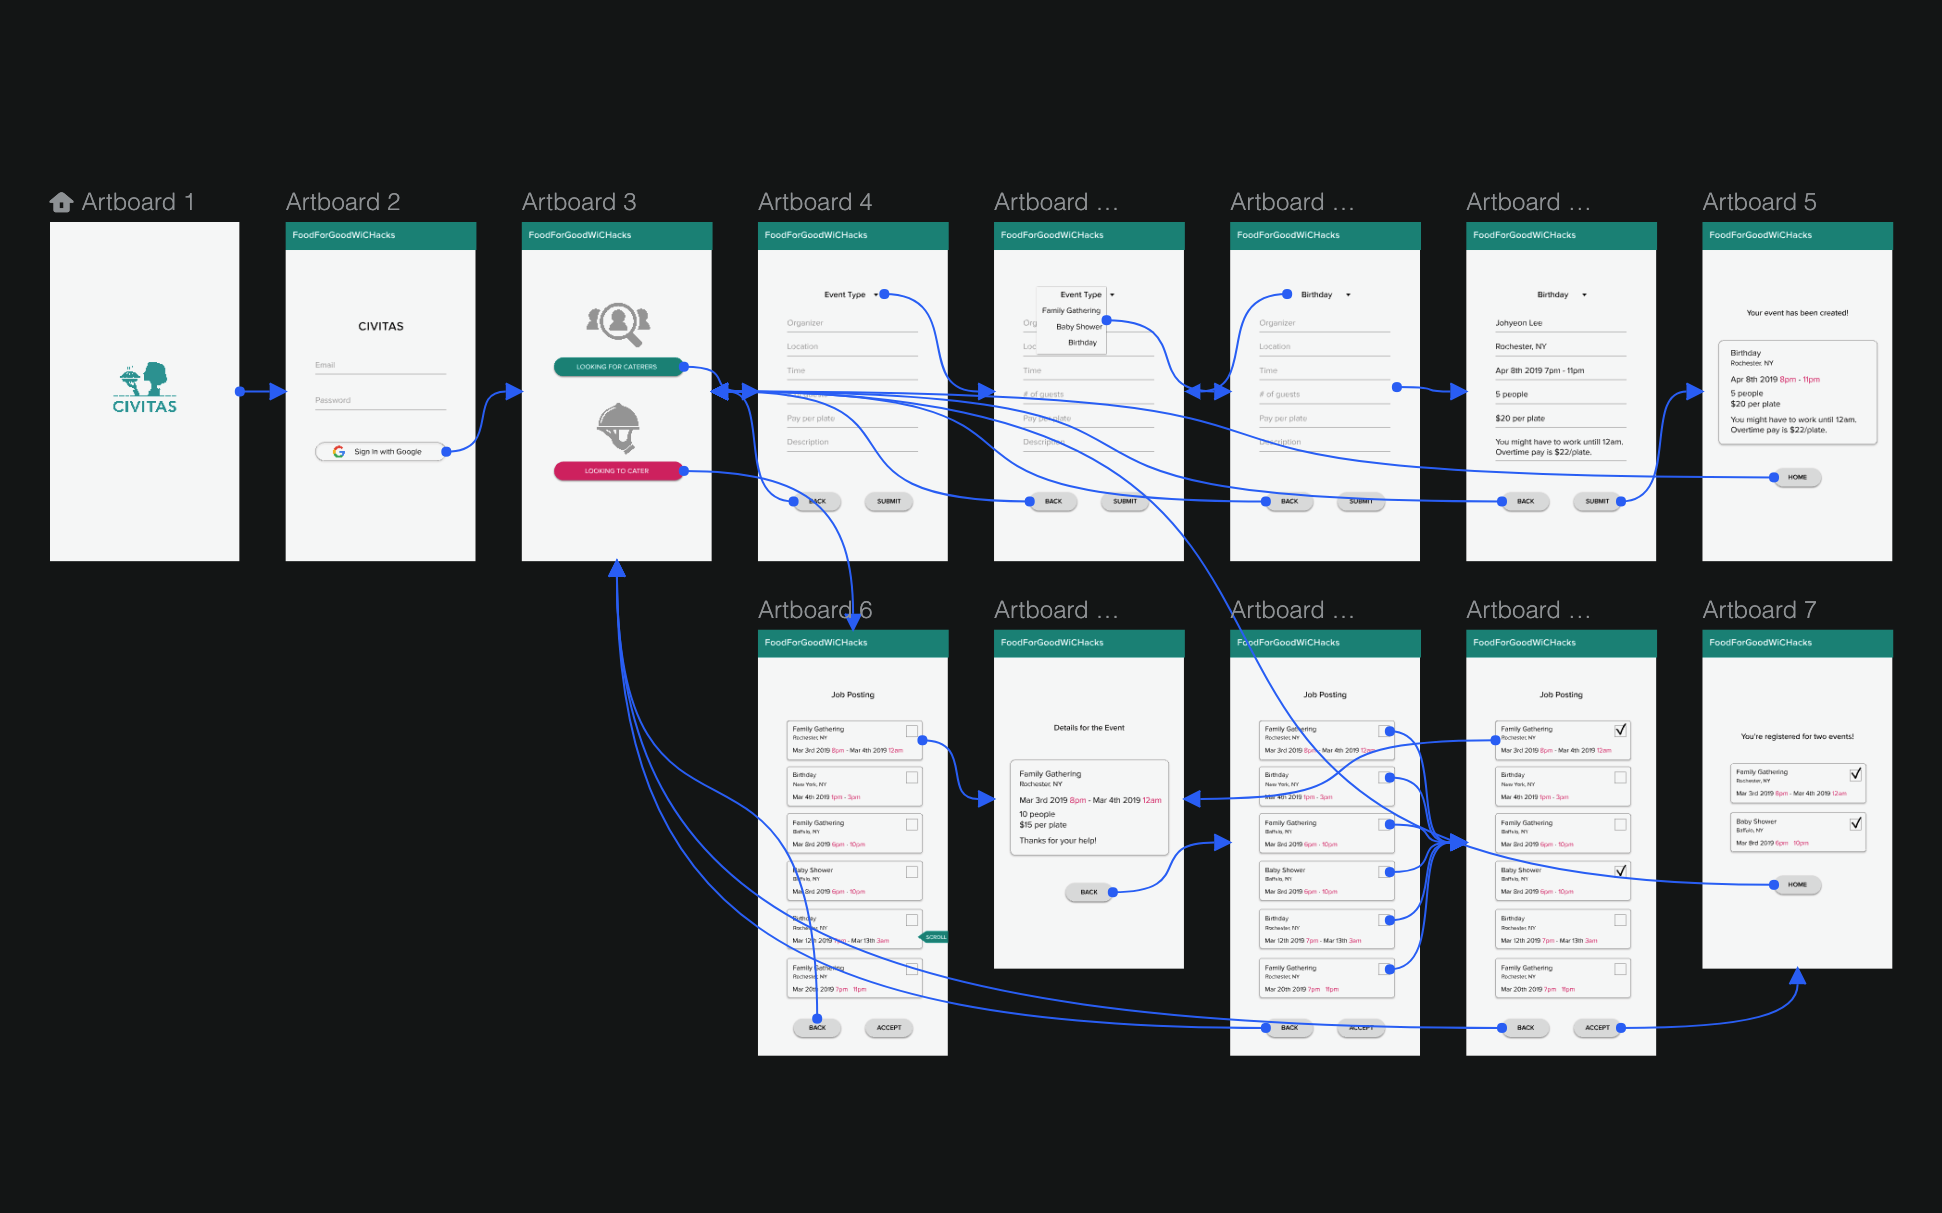 Artboard 1
CIVITAS
Artboard 2
FoodForGoodWiCHacks
CIVITAS
Email
Password
Sign in with Google
Artboard 3
FoodForGoodWiCHacks
LOOKING FOR CATERERS
LOOKING TO CATER
Artboard 4
FoodForGoodWiCHacks
Event Type
Organizer
Location
Time
Pay per plate
Description
BACK
SUBMIT
Artboard ...
FoodForGoodWiCHacks
Event Type
Family Gathering
Baby Shower
Birthday
Time
# of guests
Pay per plate
Description
BACK
SUBMIT
Artboard ...
FoodForGoodWiCHacks
Birthday
Organizer
Location
Time
# of guests
Pay per plate
Description
BACK
SUBMIT
Artboard ...
FoodForGoodWiCHacks
Birthday
Johyeon Lee
Rochester, NY
Apr 8th 2019 7pm - 11pm
5 people
$20 per plate
You might have to work untill 12am.
Overtime pay is $22/plate.
BACK
SUBMIT
Artboard 5
FoodForGoodWiCHacks
Your event has been created!
Birthday
Rochester, NY
Apr 8th 2019 8pm - 11pm
5 people
$20 per plate
You might have to work until 12am.
Overtime pay is $22/plate.
HOME
Artboard 6
FoodForGoodWiCHacks
Job Posting
Family Gathering
Rochester, NY
Mar 3rd 2019 8pm - Mar 4th 2019 12am
Birthday
New York, NY
Mar 4th 2019 1pm - 3pm
Family Gathering
Buffalo, NY
Mar 8rd 2019 6pm - 10pm
Baby Shower
Buffalo, NY
Mar 8rd 2019 6pm - 10pm
Birthday
Rochester, NY
Mar 12th 2019 7pm - Mar 13th 3am
SCROLL
Family Gathering
Rochester, NY
Mar 20th 2019 7pm 11pm
BACK
ACCEPT
Artboard ...
FoodForGoodWiCHacks
Details for the Event
Family Gathering
Rochester, NY
Mar 3rd 2019 8pm - Mar 4th 2019 12am
10 people
$15 per plate
Thanks for your help!
BACK
Artboard ...
FoodForGoodWiCHacks
Job Posting
Family Gathering
Rochester, NY
Mar 3rd 2019 8pm - Mar 4th 2019 12am
Birthday
New York, NY
Mar 4th 2019 1pm - 3pm
Family Gathering
Buffalo, NY
Mar 8rd 2019 6pm - 10pm
Baby Shower
Buffalo, NY
Mar 8rd 2019 6pm - 10pm
Birthday
Rochester, NY
Mar 12th 2019 7pm - Mar 13th 3am
Family Gathering
Rochester, NY
Mar 20th 2019 7pm 11pm
BACK
ACCEPT
Artboard ...
FoodForGoodWiCHacks
Job Posting
Family Gathering
Rochester, NY
Mar 3rd 2019 8pm - Mar 4th 2019 12am
Birthday
New York, NY
Mar 4th 2019 1pm - 3pm
Family Gathering
Buffalo, NY
Mar 8rd 2019 6pm - 10pm
Baby Shower
Buffalo, NY
Mar 8rd 2019 6pm - 10pm
Birthday
Rochester, NY
Mar 12th 2019 7pm - Mar 13th 3am
Family Gathering
Rochester, NY
Mar 20th 2019 7pm 11pm
BACK
ACCEPT
Artboard 7
FoodForGoodWiCHacks
You're registered for two events!
Family Gathering
Rochester, NY
Mar 3rd 2019 8pm - Mar 4th 2019 12am
Baby Shower
Buffalo, NY
Mar 8rd 2019 6pm 10pm
HOME